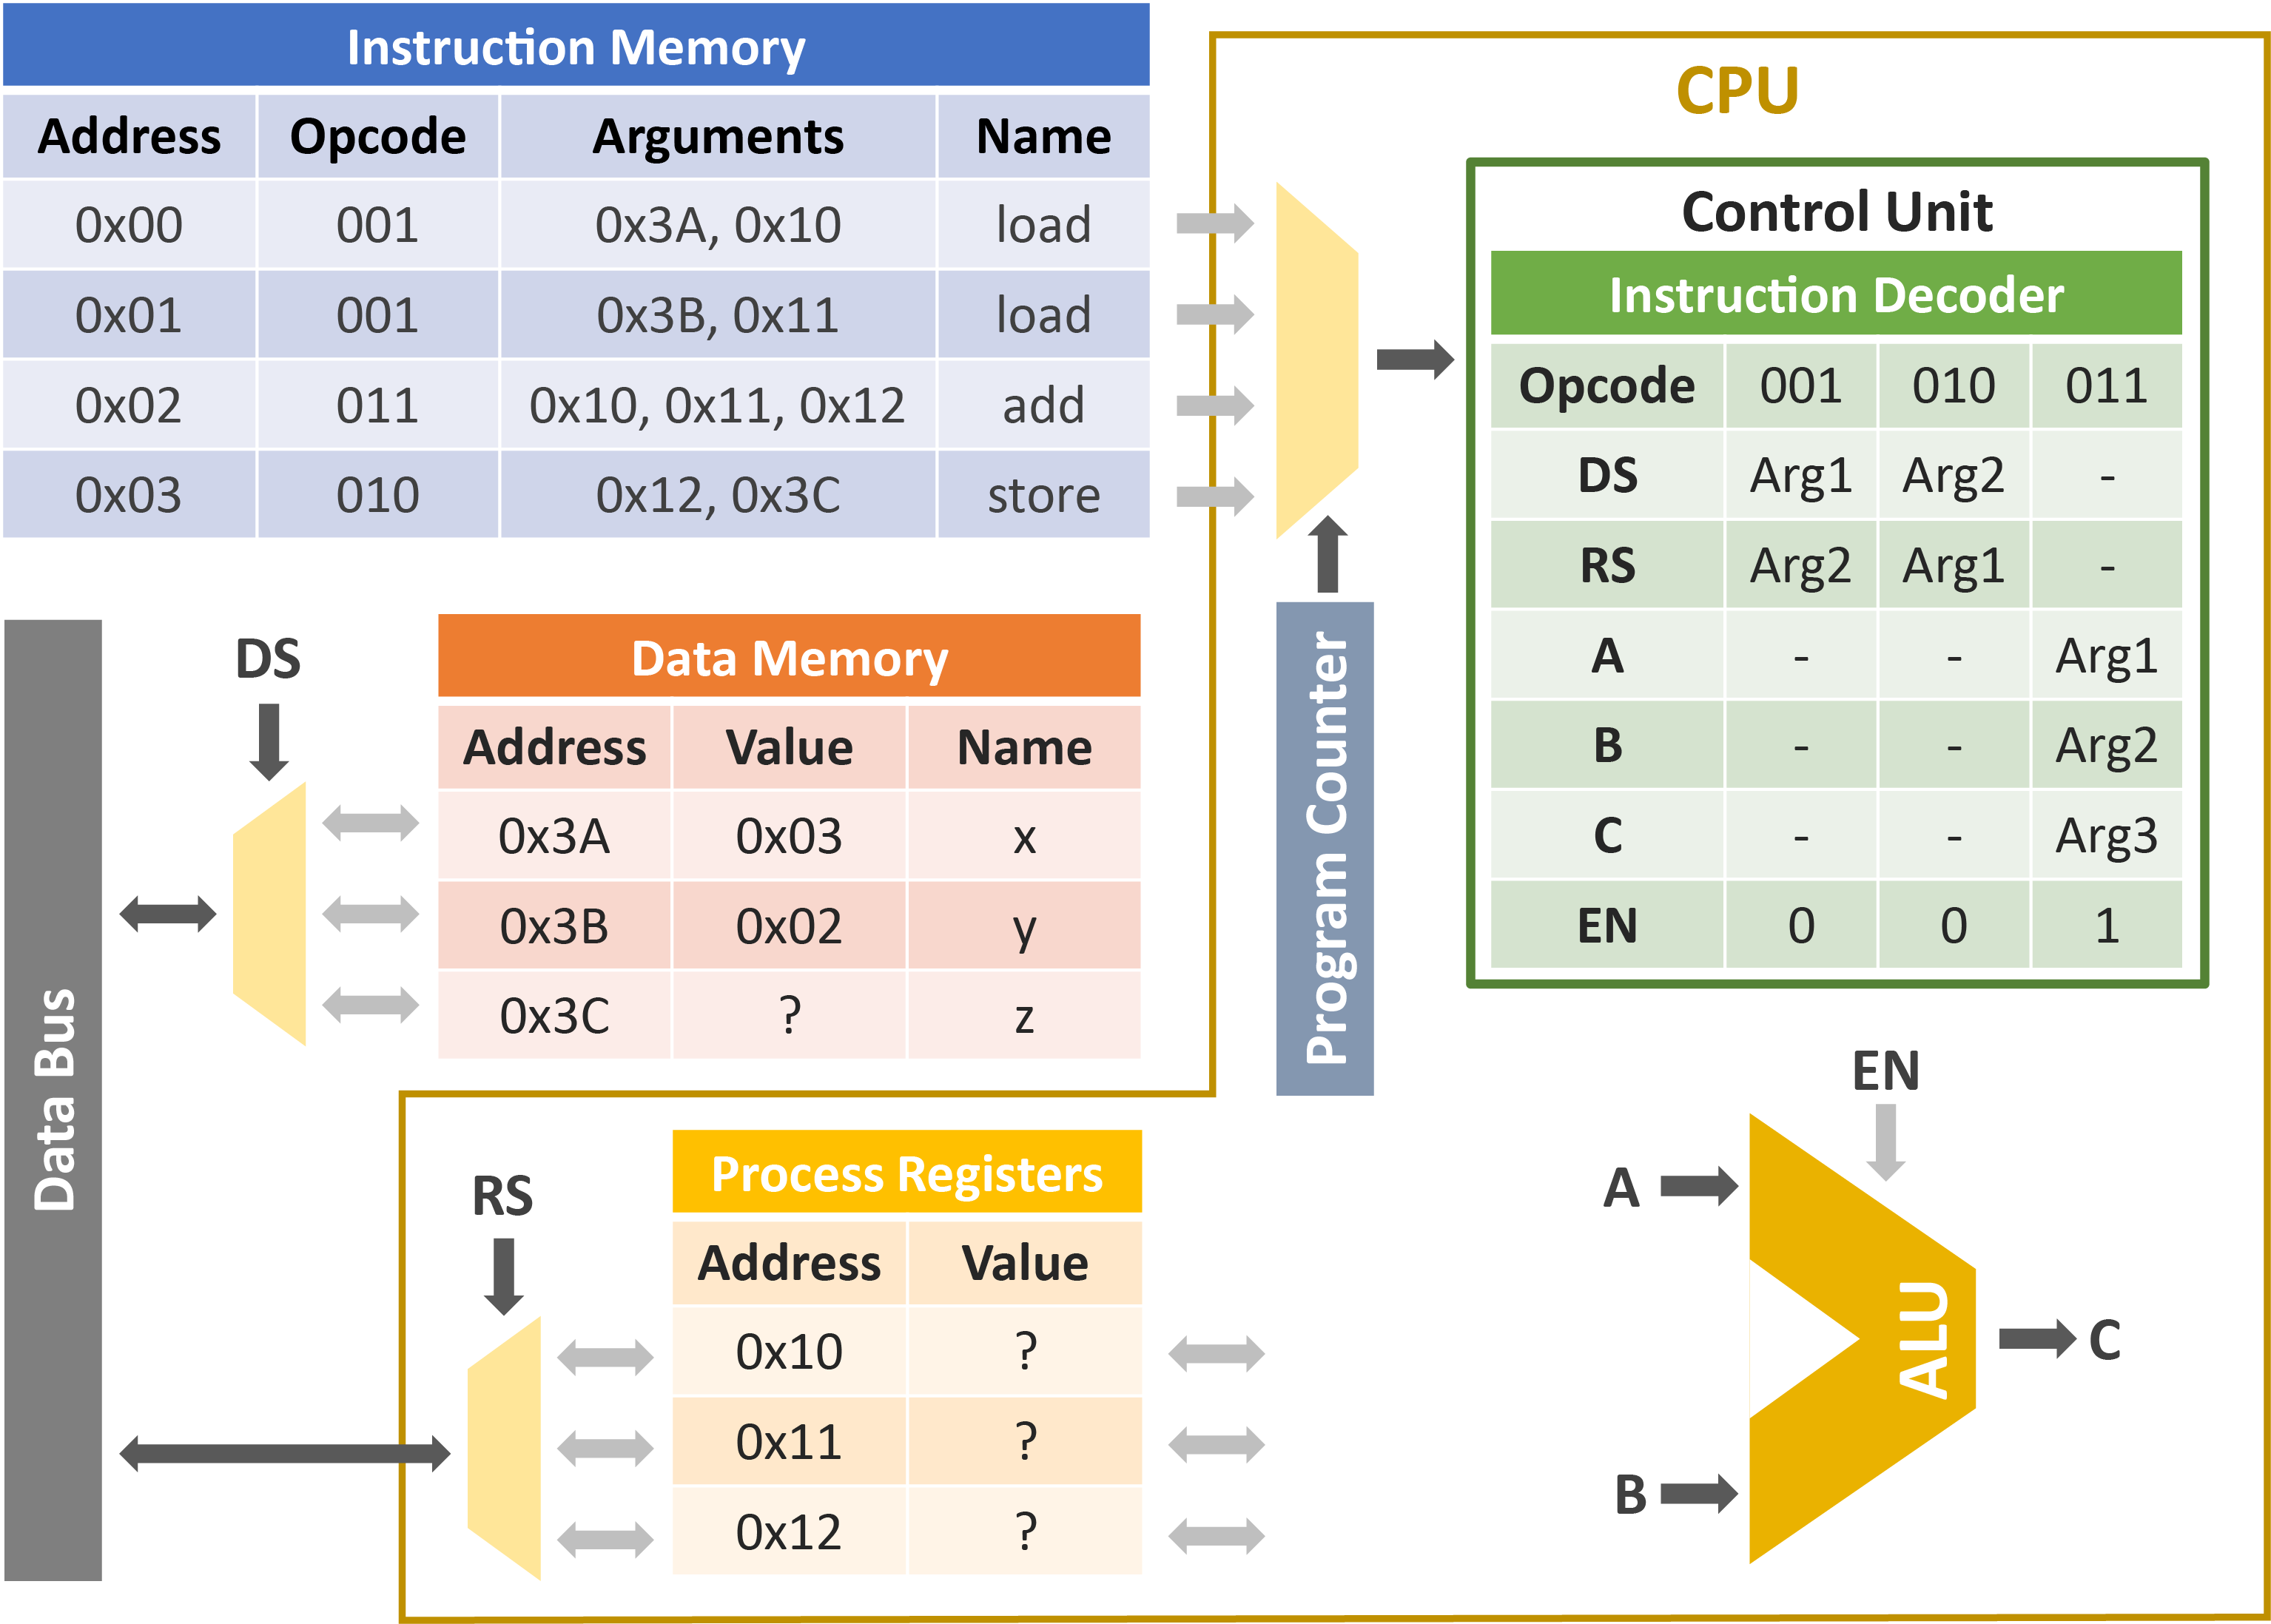 Instruction Memory
Address Opcode Arguments Name
0x00 001 0x3A, 0x10 load
0x01 001 0x3B, 0x11 load
0x02 011 0x10, 0x11, 0x12 add
0x03 010 0x12, 0x3C store
CPU
Control Unit
Instruction Decoder
Opcode 001 010 011
DS Arg1 Arg2 -
RS Arg2 Arg1 -
A - - Arg1
B - - Arg2
C - - Arg3
EN 0 0 1
Program Counter
Data Bus
DS
Data Memory
Address Value Name
0x3A 0x03 x
0x3B 0x02 y
0x3C ? z
RS
Process Registers
Address Value
0x10 ?
0x11 ?
0x12 ?
EN
A
ALU
C
B